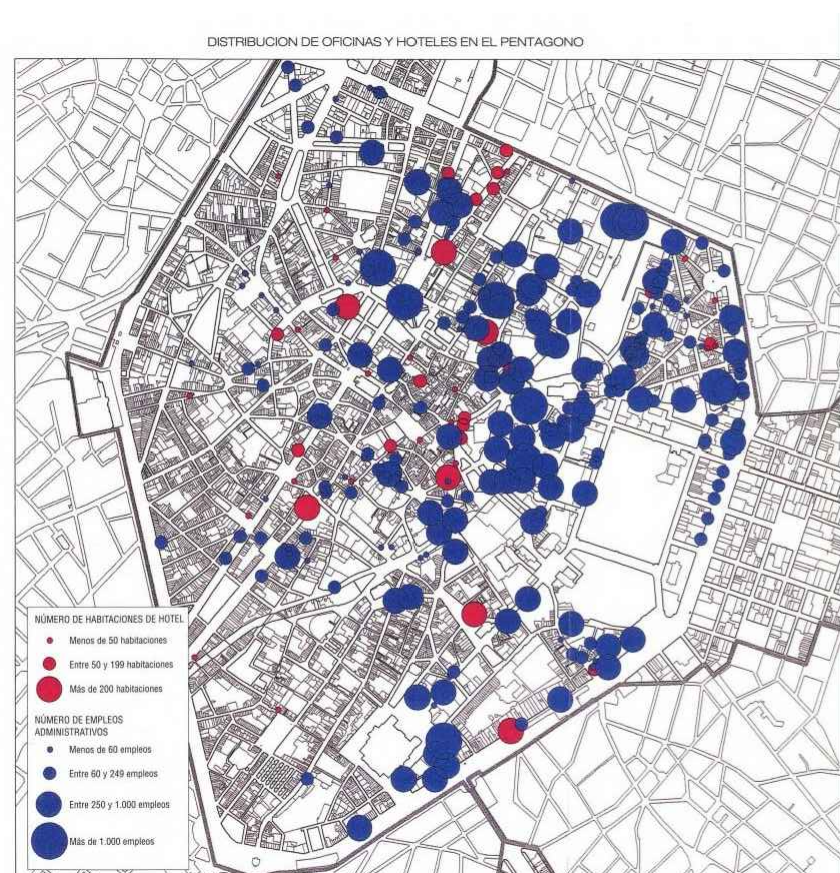 DISTRIBUCION DE OFICINAS Y HOTELES EN EL PENTAGONO
NÚMERO DE HABITACIONES DE HOTEL
Menos de 50 habitaciones
Entre 50 y 199 habitaciones
Más de 200 habitaciones
NÚMERO DE EMPLEOS
ADMINISTRATIVOS
Menos de 60 empleos
Entre 60 y 249 empleos
Entre 250 y 1.000 empleos
Más de 1.000 empleos